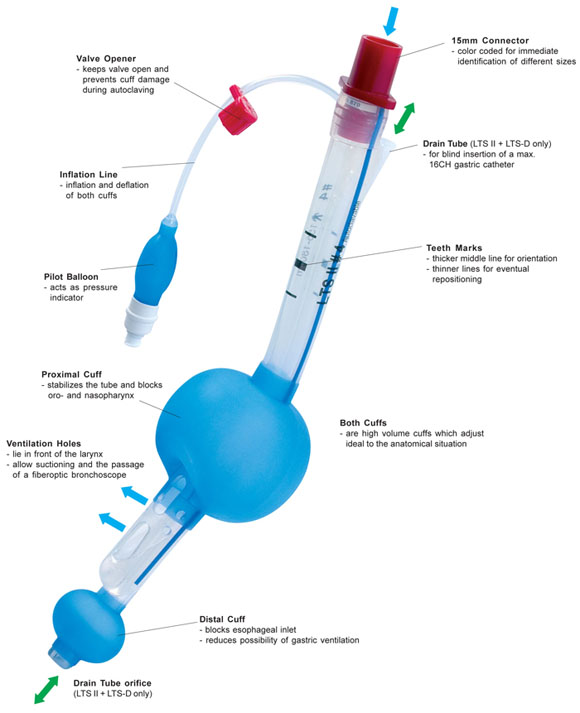 15mm Connector
- color coded for immediate
identification of different sizes
Valve Opener
- keeps valve open and
prevents cuff damage
during autoclaving
Drain Tube (LTS II + LTS-D only)
- for blind insertion of a max.
16CH gastric catheter
Inflation Line
- inflation and deflation
of both cuffs
#4
LTS II #4
Teeth Marks
- thicker middle line for orientation
- thinner lines for eventual
repositioning
Pilot Balloon
- acts as pressure
indicator
Proximal Cuff
- stabilizes the tube and blocks
oro- and nasopharynx
Both Cuffs
- are high volume cuffs which adjust
ideal to the anatomical situation
Ventilation Holes
- lie in front of the larynx
- allow suctioning and the passage
of a fiberoptic bronchoscope
Distal Cuff
- blocks esophageal inlet
- reduces possibility of gastric ventilation
Drain Tube orifice
(LTS II + LTS-D only)